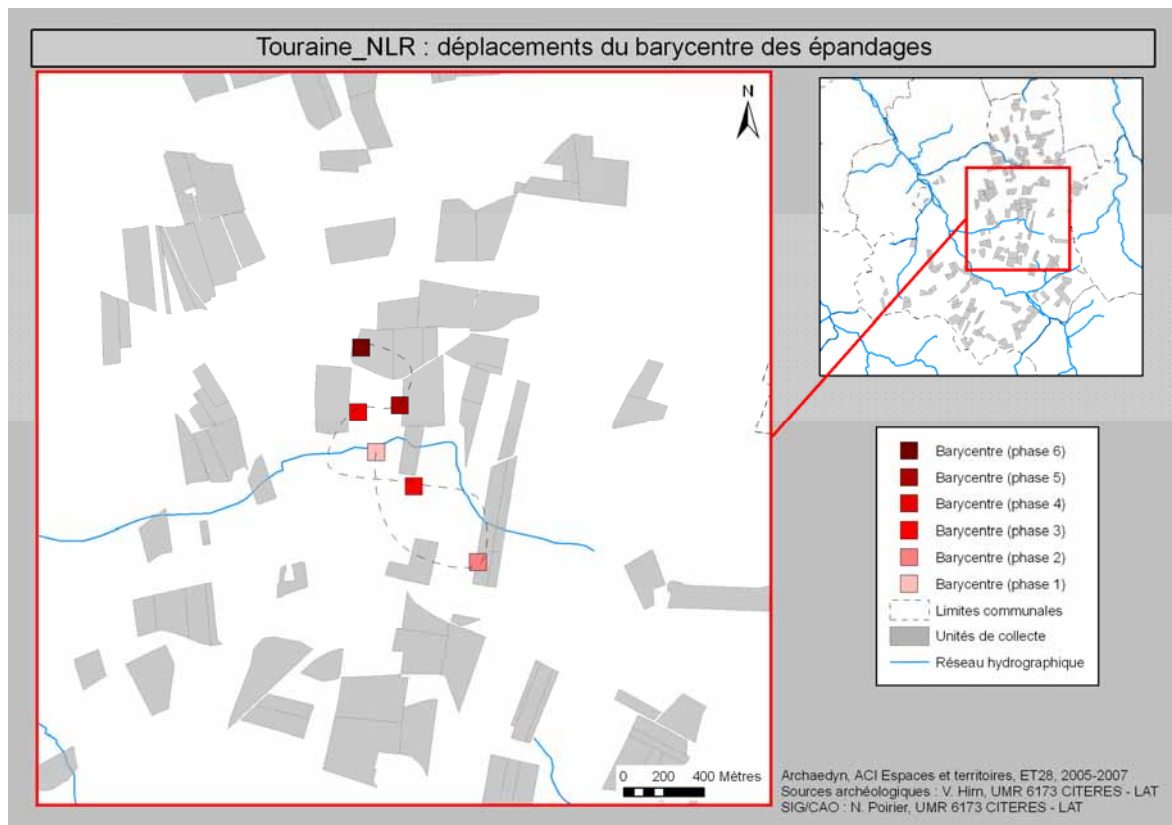 Touraine_NLR : déplacements du barycentre des épandages
N
0 200 400 Mètres
Barycentre (phase 6)
Barycentre (phase 5)
Barycentre (phase 4)
Barycentre (phase 3)
Barycentre (phase 2)
Barycentre (phase 1)
Limites communales
Unités de collecte
Réseau hydrographique
Archaedyn, ACI Espaces et territoires, ET28, 2005-2007
Sources archéologiques : V. Hirn, UMR 6173 CITERES - LAT
SIG/CAO : N. Poirier, UMR 6173 CITERES - LAT